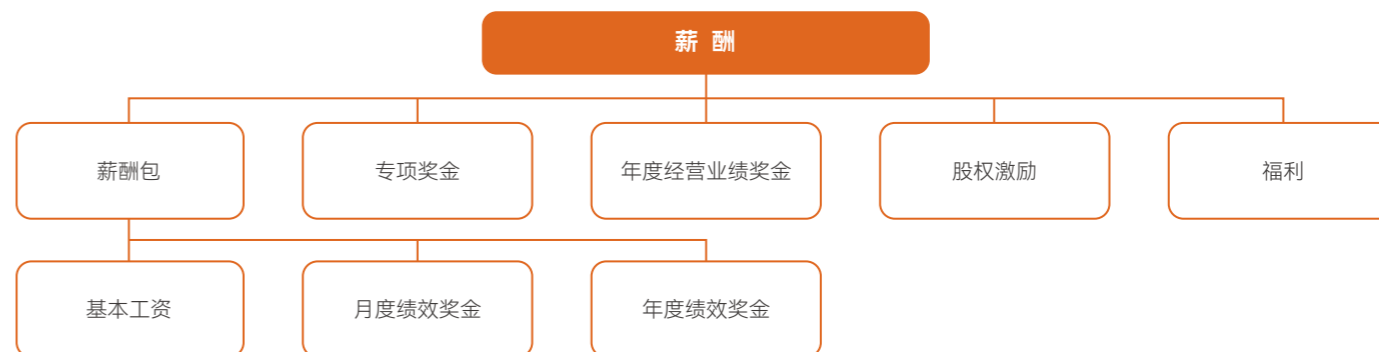 薪 酬
薪酬包
专项奖金
年度经营业绩奖金
股权激励
福利
基本工资
月度绩效奖金
年度绩效奖金